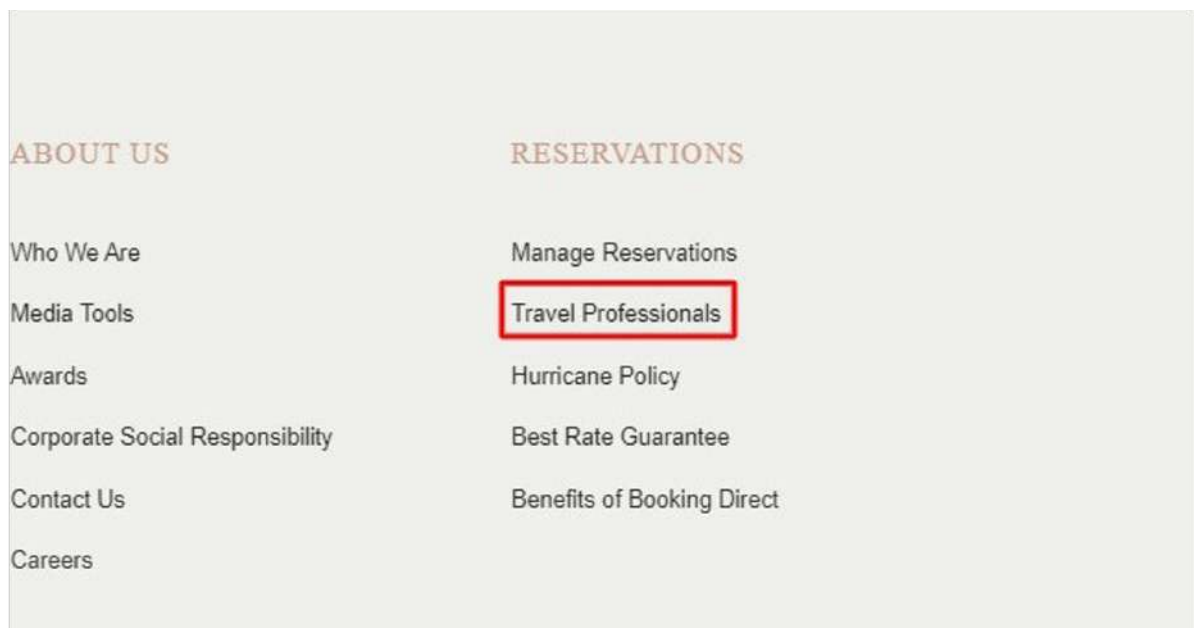 ABOUT US
Who We Are
Media Tools
Awards
Corporate Social Responsibility
Contact Us
Careers
RESERVATIONS
Manage Reservations
Travel Professionals
Hurricane Policy
Best Rate Guarantee
Benefits of Booking Direct